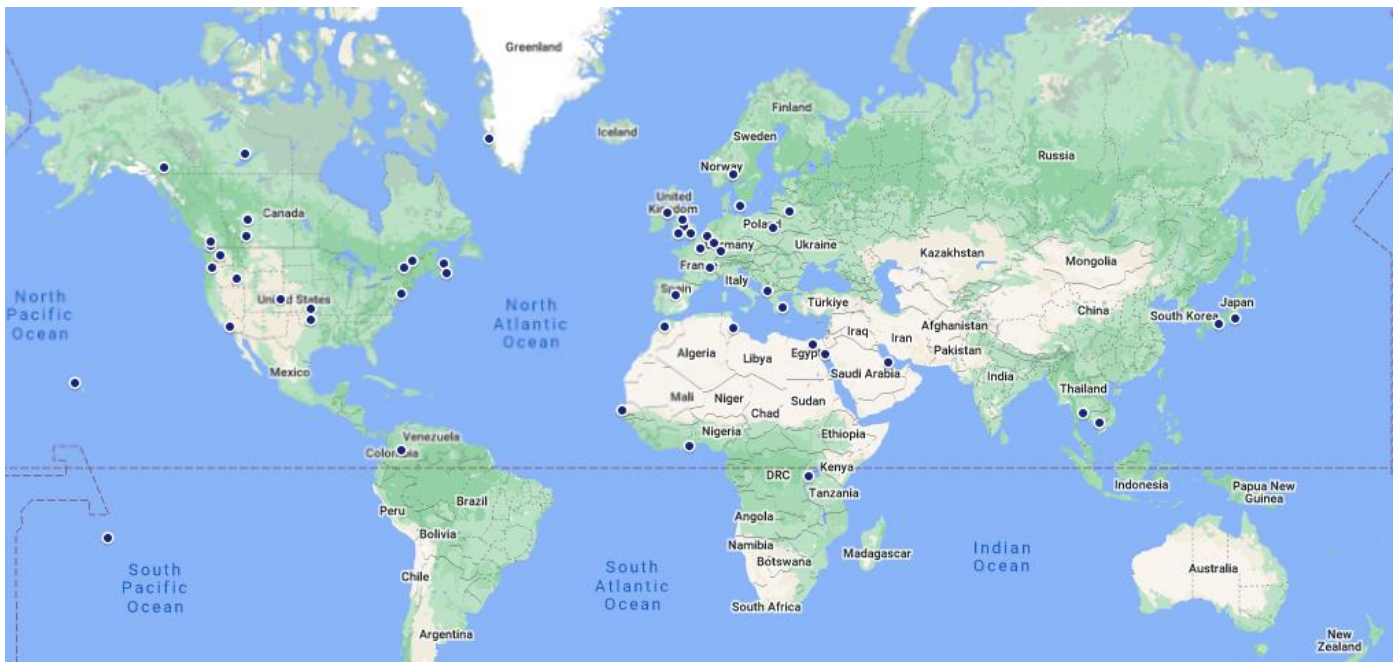 Greenland
Iceland
Finland
Sweden
Norway
Russia
Canada
United
Kingdom
Poland
Germany
Ukraine
Kazakhstan
Mongolia
France
Italy
Spain
Türkiye
North
Pacific
Ocean
United States
North
Atlantic
Ocean
Japan
South Korea
China
Iraq
Iran
Afghanistan
Pakistan
Algeria
Libya
Egypt
Saudi Arabia
India
Mexico
Mali
Niger
Chad
Sudan
Thailand
Nigeria
Ethiopia
Venezuela
Colombia
DRC
Kenya
Tanzania
Indonesia
Papua New
Guinea
Brazil
Peru
Bolivia
Angola
Namibia
Botswana
Madagascar
Indian
Ocean
South
Pacific
Ocean
Chile
South
Atlantic
Ocean
South Africa
Australia
Argentina
New
Zealand